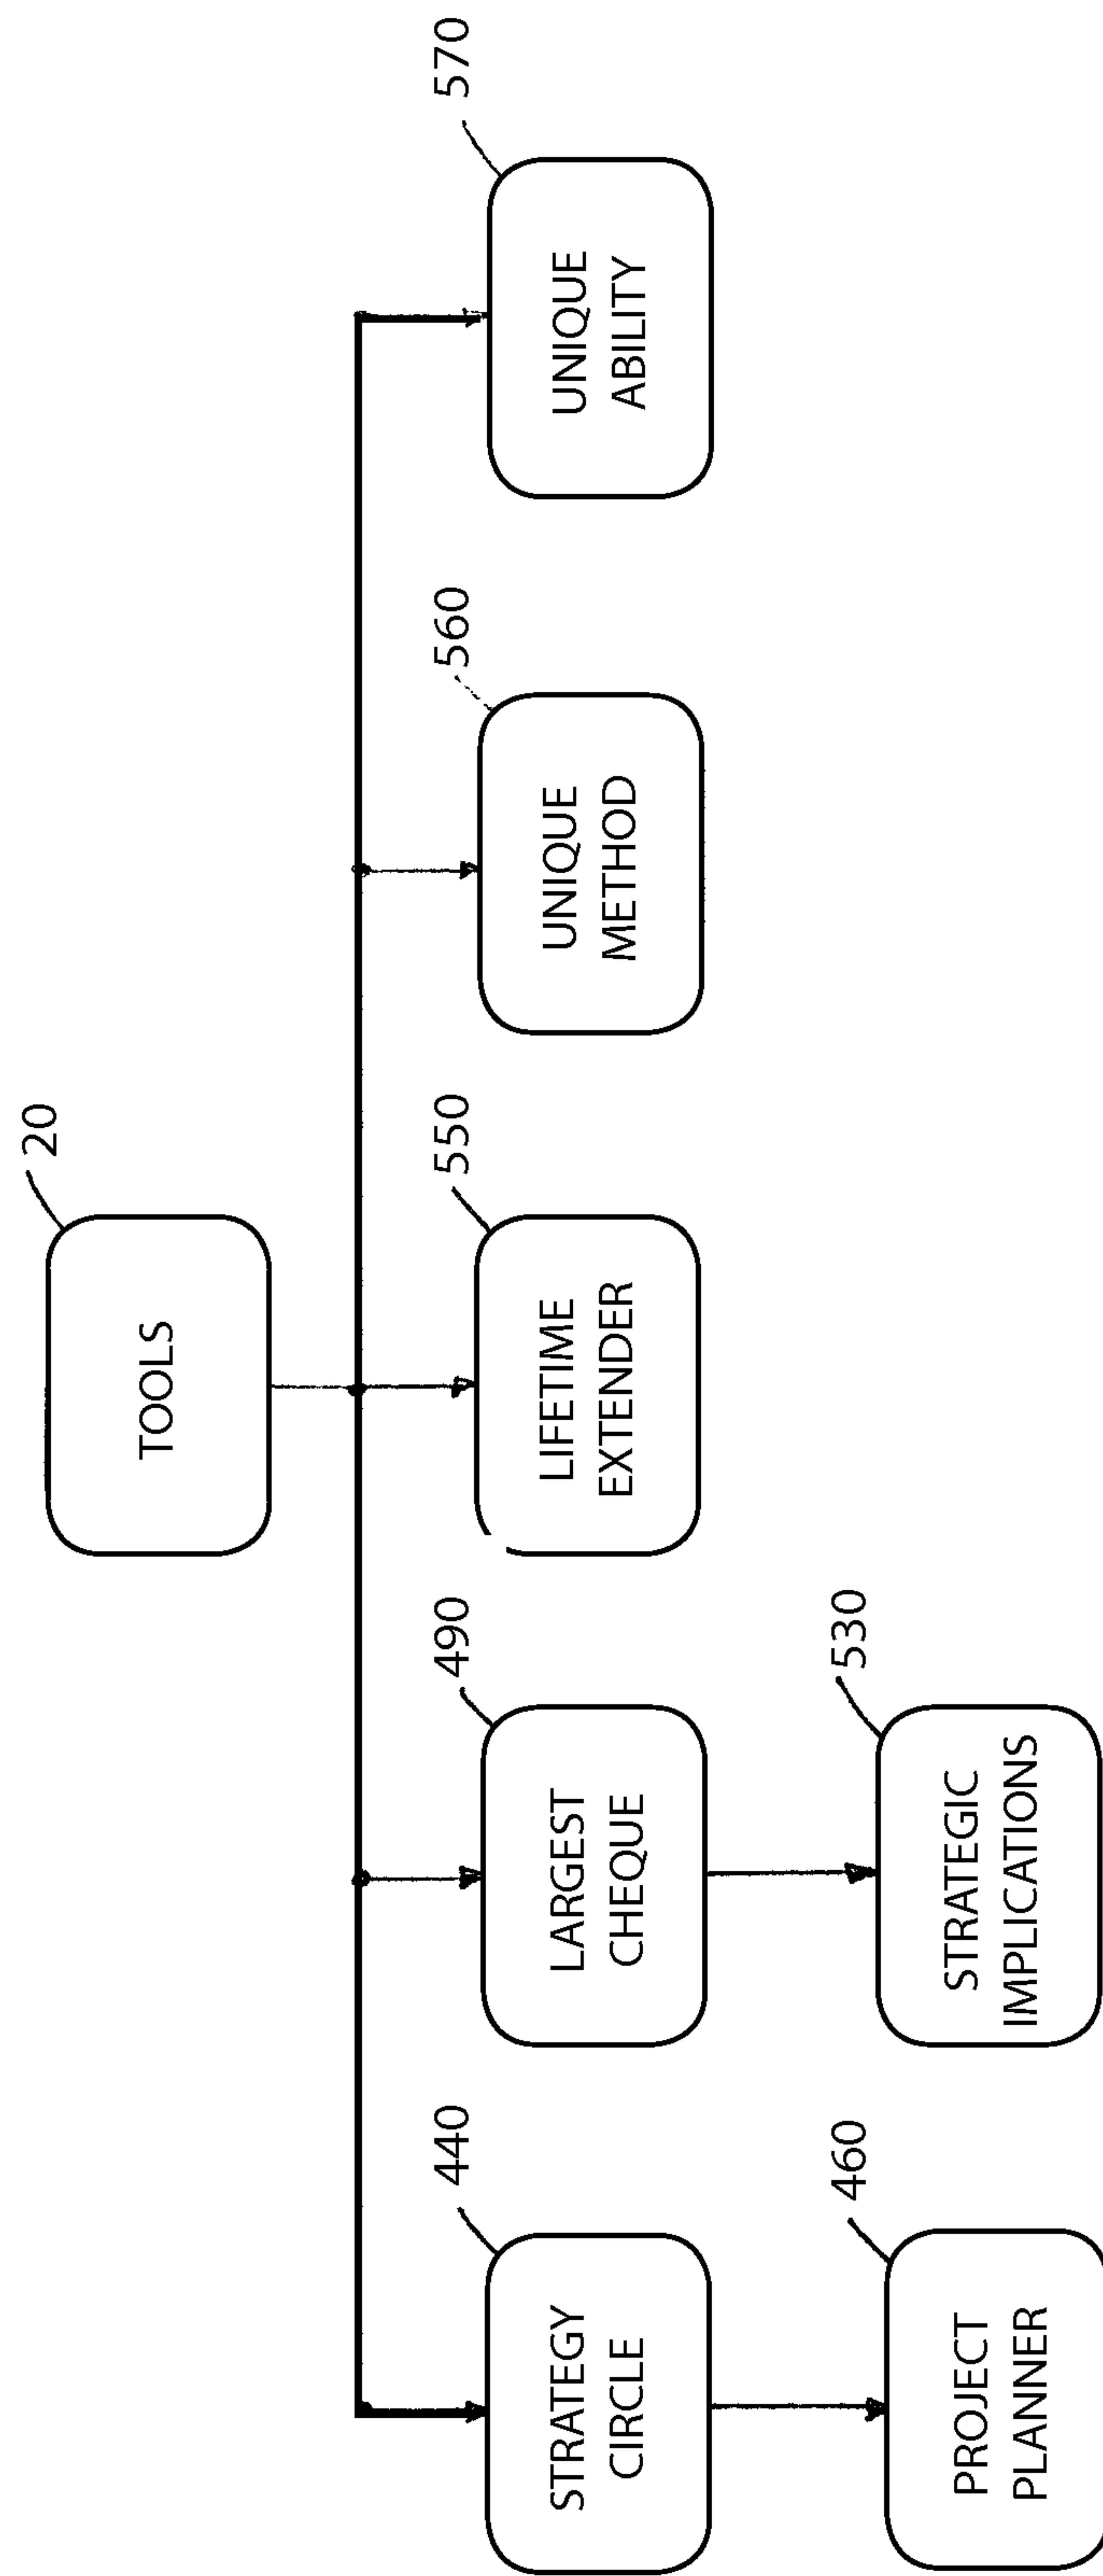 20
TOOLS
440
490
550
560
570
STRATEGY
CIRCLE
LARGEST
CHEQUE
LIFETIME
EXTENDER
UNIQUE
METHOD
UNIQUE
ABILITY
460
530
PROJECT
PLANNER
STRATEGIC
IMPLICATIONS